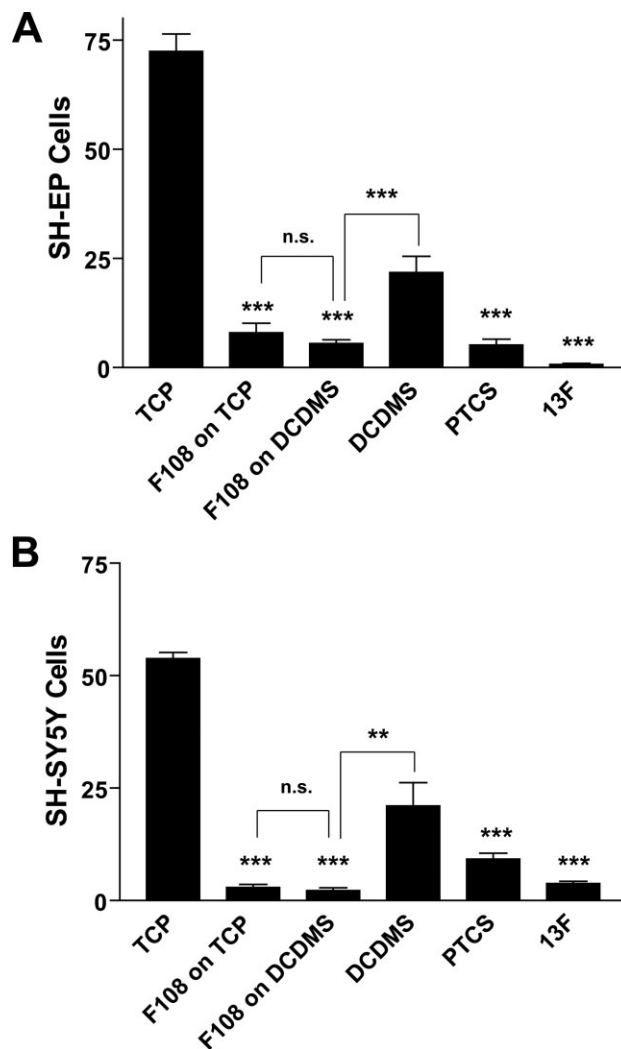 A
SH-EP Cells
75
50
25
0
***
n.s.
***
***
***
***
TCP
F108 on TCP
F108 on DCDMS
DCDMS
PTCS
13F
B
SH-SY5Y Cells
75
50
25
0
**
n.s.
***
***
***
***
TCP
F108 on TCP
F108 on DCDMS
DCDMS
PTCS
13F